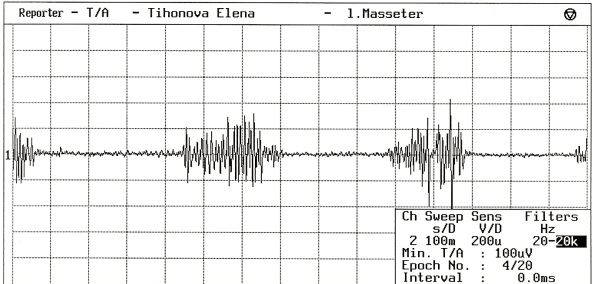 Reporter - T/A - Tihonova Elena - 1.Masseter
1
Ch Sweep Sens Filters
s/D V/D Hz
2 100m 200u 20-20k
Min. T/A : 100uV
Epoch No. : 4/20
Interval : 0.0ms